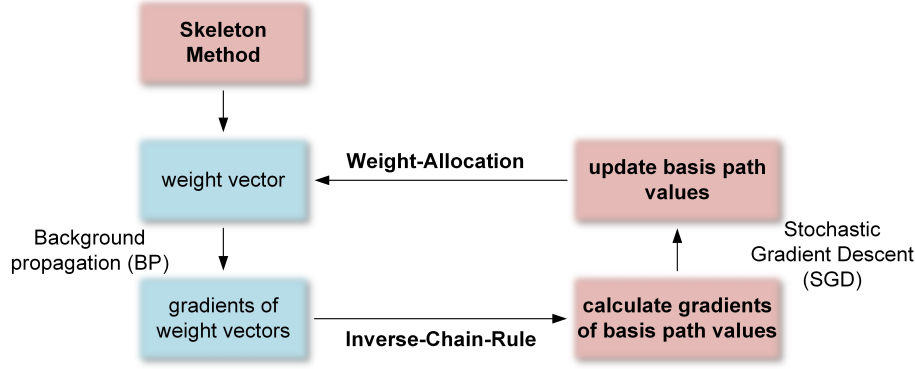 Skeleton
Method
weight vector
Weight-Allocation
update basis path
values
Background
propagation (BP)
Stochastic
Gradient Descent
(SGD)
gradients of
weight vectors
Inverse-Chain-Rule
calculate gradients
of basis path values